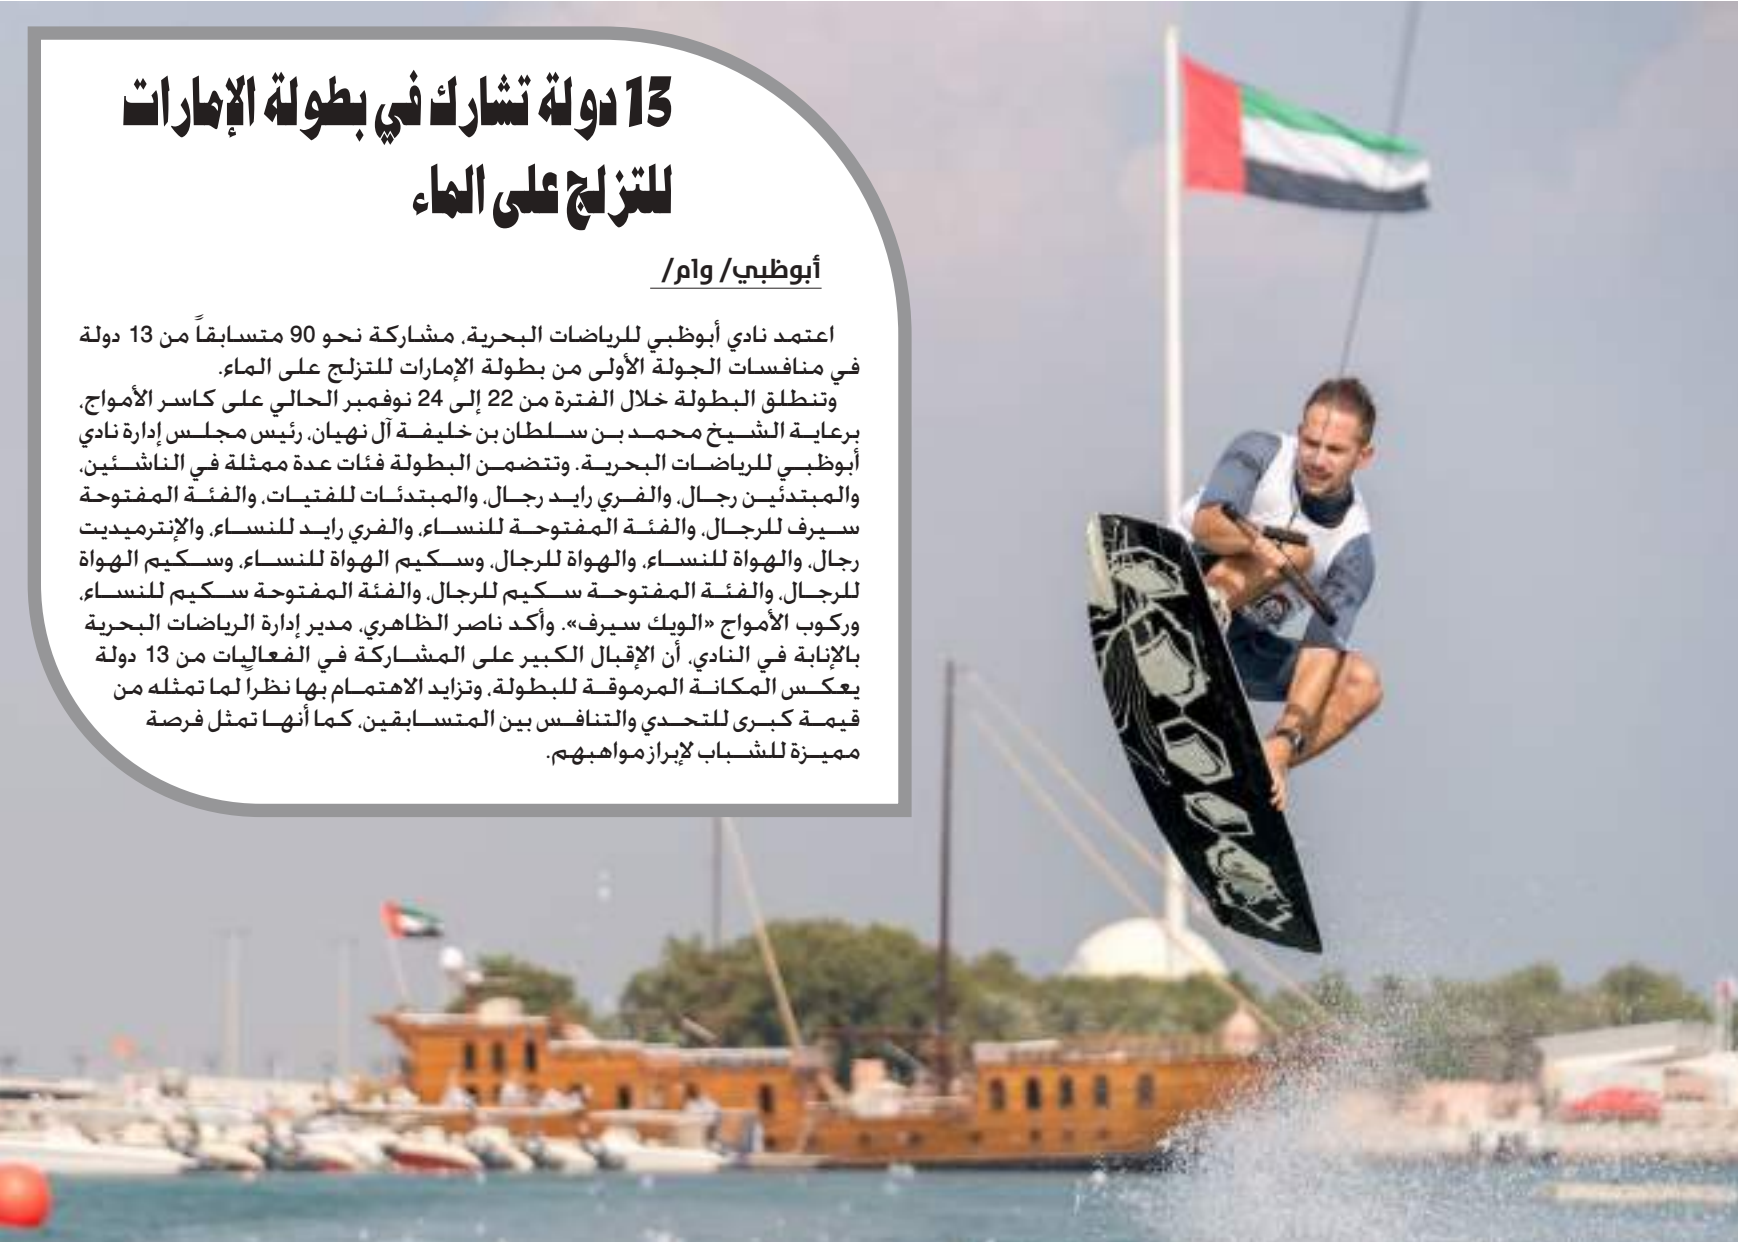 13 دولة تشارك في بطولة الإمارات
للتزلج على الماء
أبوظبي/ وام/
اعتمد نادي أبوظبي للرياضات البحرية، مشاركة نحو 90 متسابقاً من 13 دولة
في منافسات الجولة الأولى من بطولة الإمارات للتزلج على الماء.
وتنطلق البطولة خلال الفترة من 22 إلى 24 نوفمبر الحالي على كاسر الأمواج،
برعاية الشيخ محمد بن سلطان بن خليفة آل نهيان، رئيس مجلس إدارة نادي
أبوظبي للرياضات البحرية. وتتضمن البطولة فئات عدة ممثلة في الناشئين،
والمبتدئين رجال، والفري رايد رجال، والمبتدئات للفتيات، والفئة المفتوحة
سيرف للرجال، والفئة المفتوحة للنساء، والفري رايد للنساء، والإنترميديت
رجال، والهواة للنساء، والهواة للرجال، وسكيم الهواة للنساء، وسكيم الهواة
للرجال، والفئة المفتوحة سكيم للرجال، والفئة المفتوحة سكيم للنساء،
وركوب الأمواج «الويك سيرف». وأكد ناصر الظاهري، مدير إدارة الرياضات البحرية
بالإنابة في النادي، أن الإقبال الكبير على المشاركة في الفعاليات من 13 دولة
يعكس المكانة المرموقة للبطولة، وتزايد الاهتمام بها نظراً لما تمثله من
قيمة كبرى للتحدي والتنافس بين المتسابقين، كما أنها تمثل فرصة
مميزة للشباب لإبراز مواهبهم.